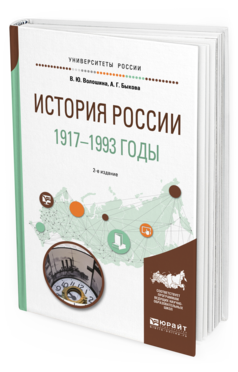 УНИВЕРСИТЕТЫ РОССИИ
В. Ю. Волошина, А. Г. Быкова
ИСТОРИЯ РОССИИ
1917–1993 ГОДЫ
2-е издание
ЮРАЙТ